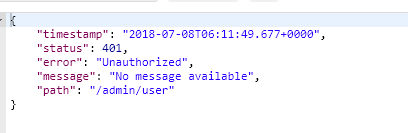 {
"timestamp": "2018-07-08T06:11:49.677+0000",
"status": 401,
"error": "Unauthorized",
"message": "No message available",
"path": "/admin/user"
}